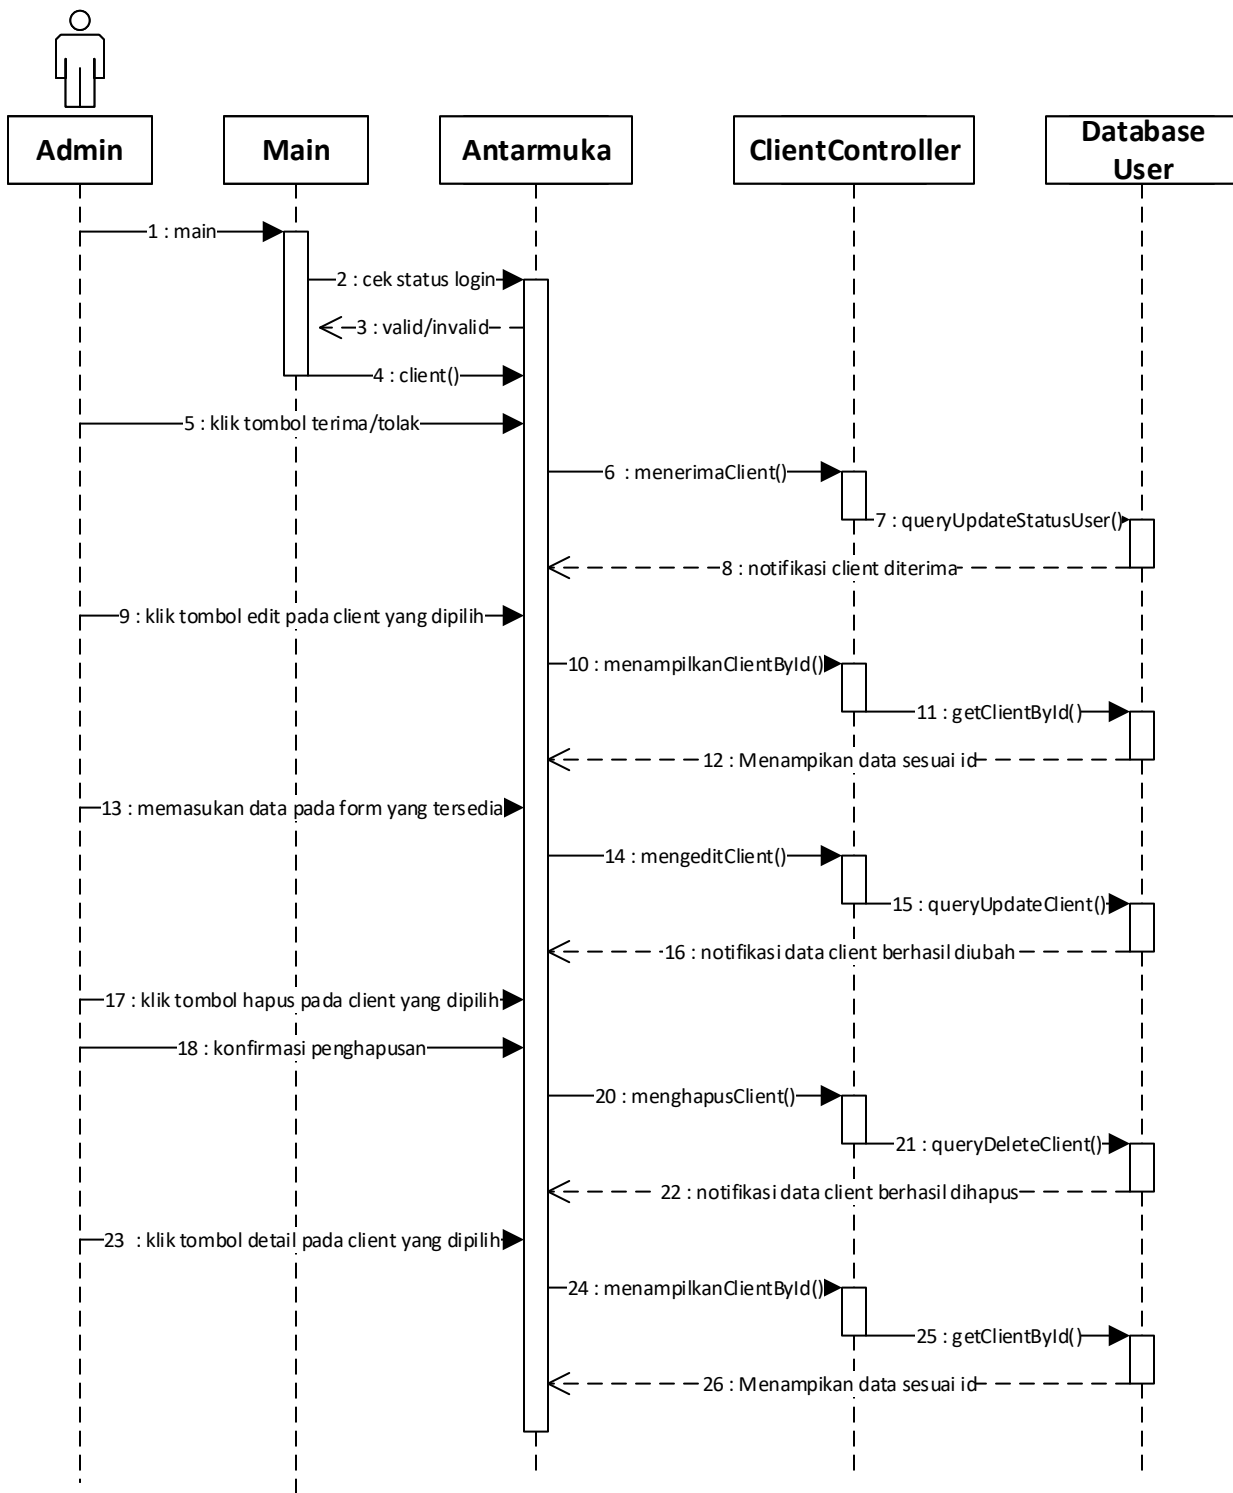 Admin
Main
Antarmuka
ClientController
Database
User
1 : main
2 : cek status login
3 : valid/invalid
4 : client()
5 : klik tombol terima/tolak
6 : menerimaClient()
7 : queryUpdateStatusUser()
8 : notifikasi client diterima
9 : klik tombol edit pada client yang dipilih
10 : menampilkanClientById()
11 : getClientById()
12 : Menampikan data sesuai id
13 : memasukan data pada form yang tersedia
14 : mengeditClient()
15 : queryUpdateClient()
16 : notifikasi data client berhasil diubah
17 : klik tombol hapus pada client yang dipilih
18 : konfirmasi penghapusan
20 : menghapusClient()
21 : queryDeleteClient()
22 : notifikasi data client berhasil dihapus
23 : klik tombol detail pada client yang dipilih
24 : menampilkanClientById()
25 : getClientById()
26 : Menampikan data sesuai id